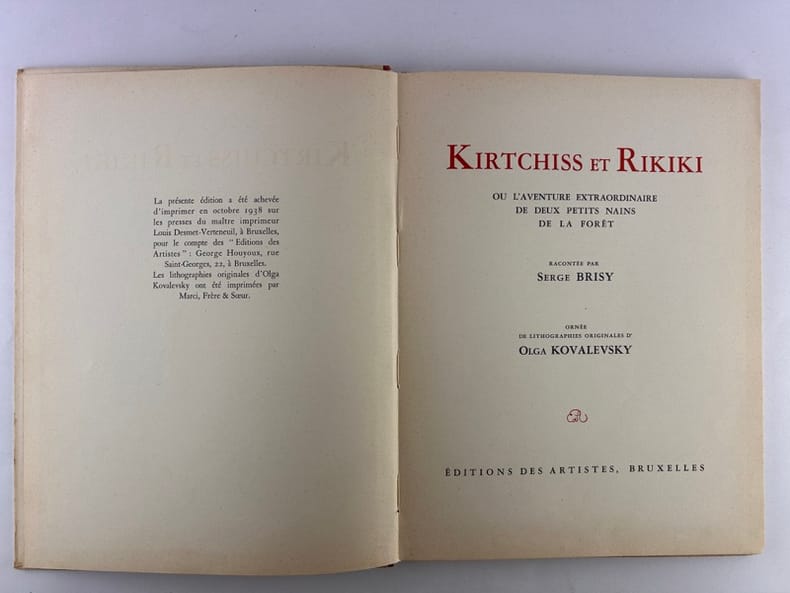 La présente édition a été achevée
d'imprimer en octobre 1938 sur
les presses du maître imprimeur
Louis Desmet-Verteneuil, à Bruxelles,
pour le compte des "Editions des
Artistes" : George Houyoux, rue
Saint-Georges, 22, à Bruxelles.
Les lithographies originales d'Olga
Kovalevsky ont été imprimées par
Marci, Frère & Sœur.
KIRTCHISS ET RIKIKI
OU L'AVENTURE EXTRAORDINAIRE
DE DEUX PETITS NAINS
DE LA FORÊT
RACONTÉE PAR
SERGE BRISY
ORNÉE
DE LITHOGRAPHIES ORIGINALES D'
OLGA KOVALEVSKY
ÉDITIONS DES ARTISTES, BRUXELLES